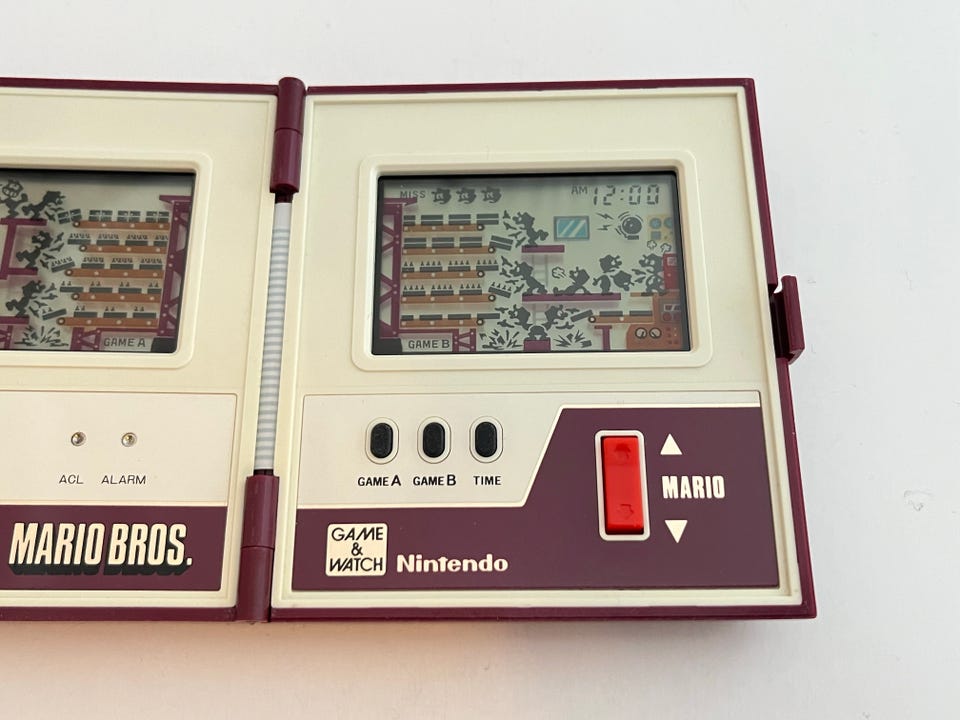 MISS
AM 12:00
GAME A
GAME B
ACL ALARM
GAME A GAME B TIME
MARIO
MARIO BROS.
GAME
&
WATCH
Nintendo